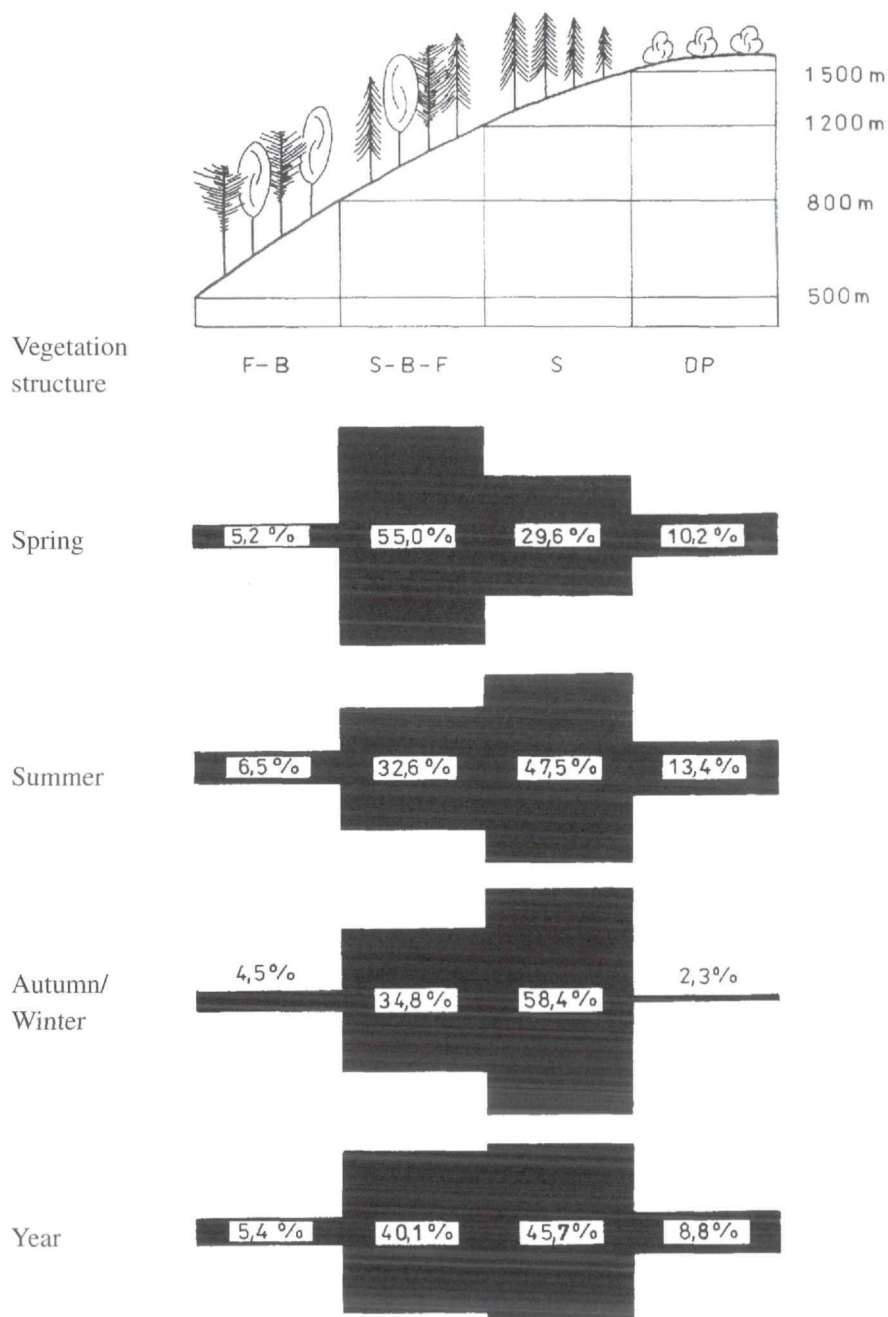 1500 m
1200 m
800 m
500 m
Vegetation
structure
F-B S-B-F S DP
Spring
5,2% 55,0% 29,6% 10,2%
Summer
6,5% 32,6% 47,5% 13,4%
Autumn/
Winter
4,5% 34,8% 58,4% 2,3%
Year
5,4% 40,1% 45,7% 8,8%